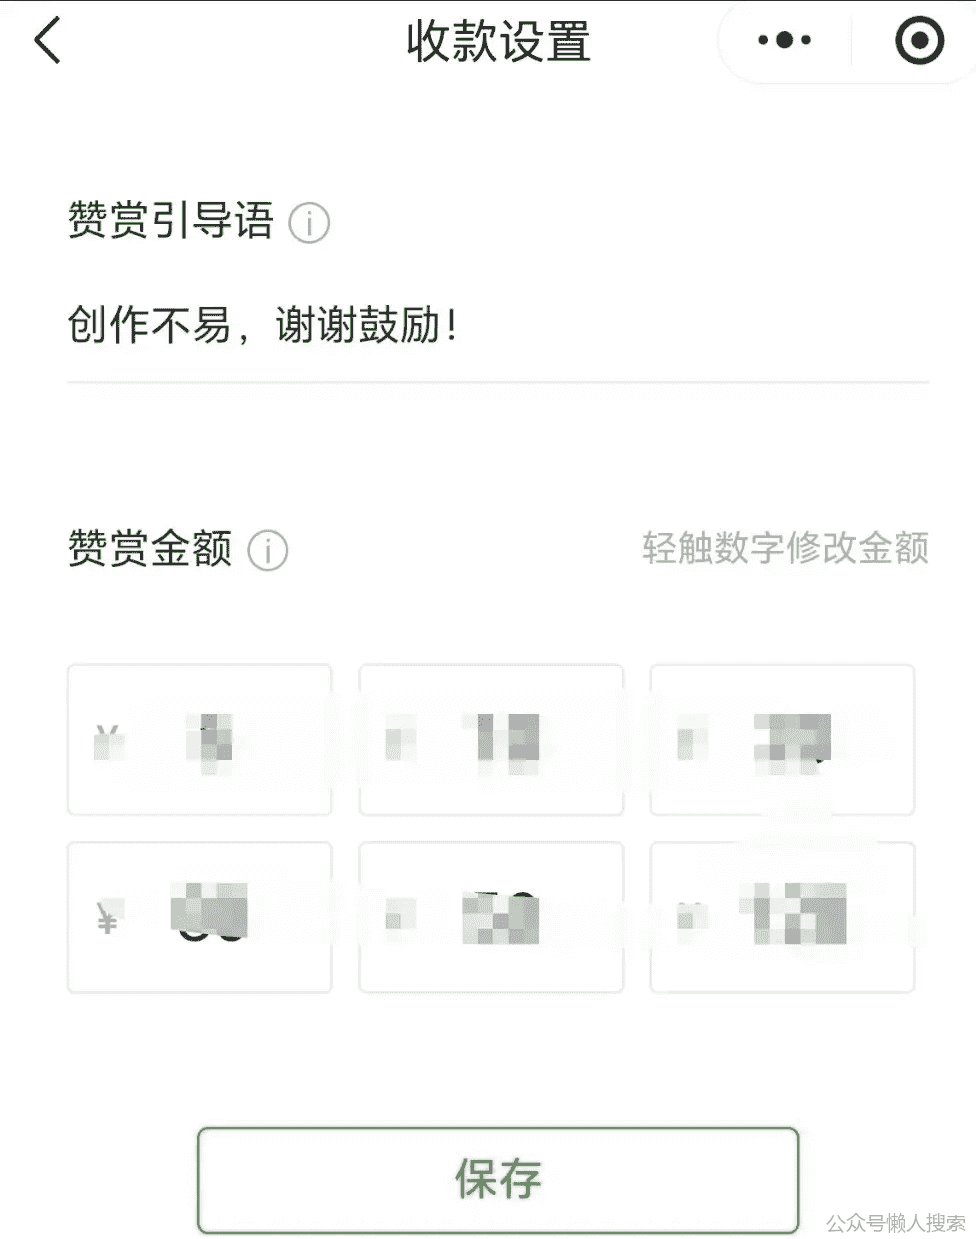 收款设置
赞赏引导语
创作不易，谢谢鼓励！
赞赏金额
轻触数字修改金额
¥
保存
公众号懒人搜索